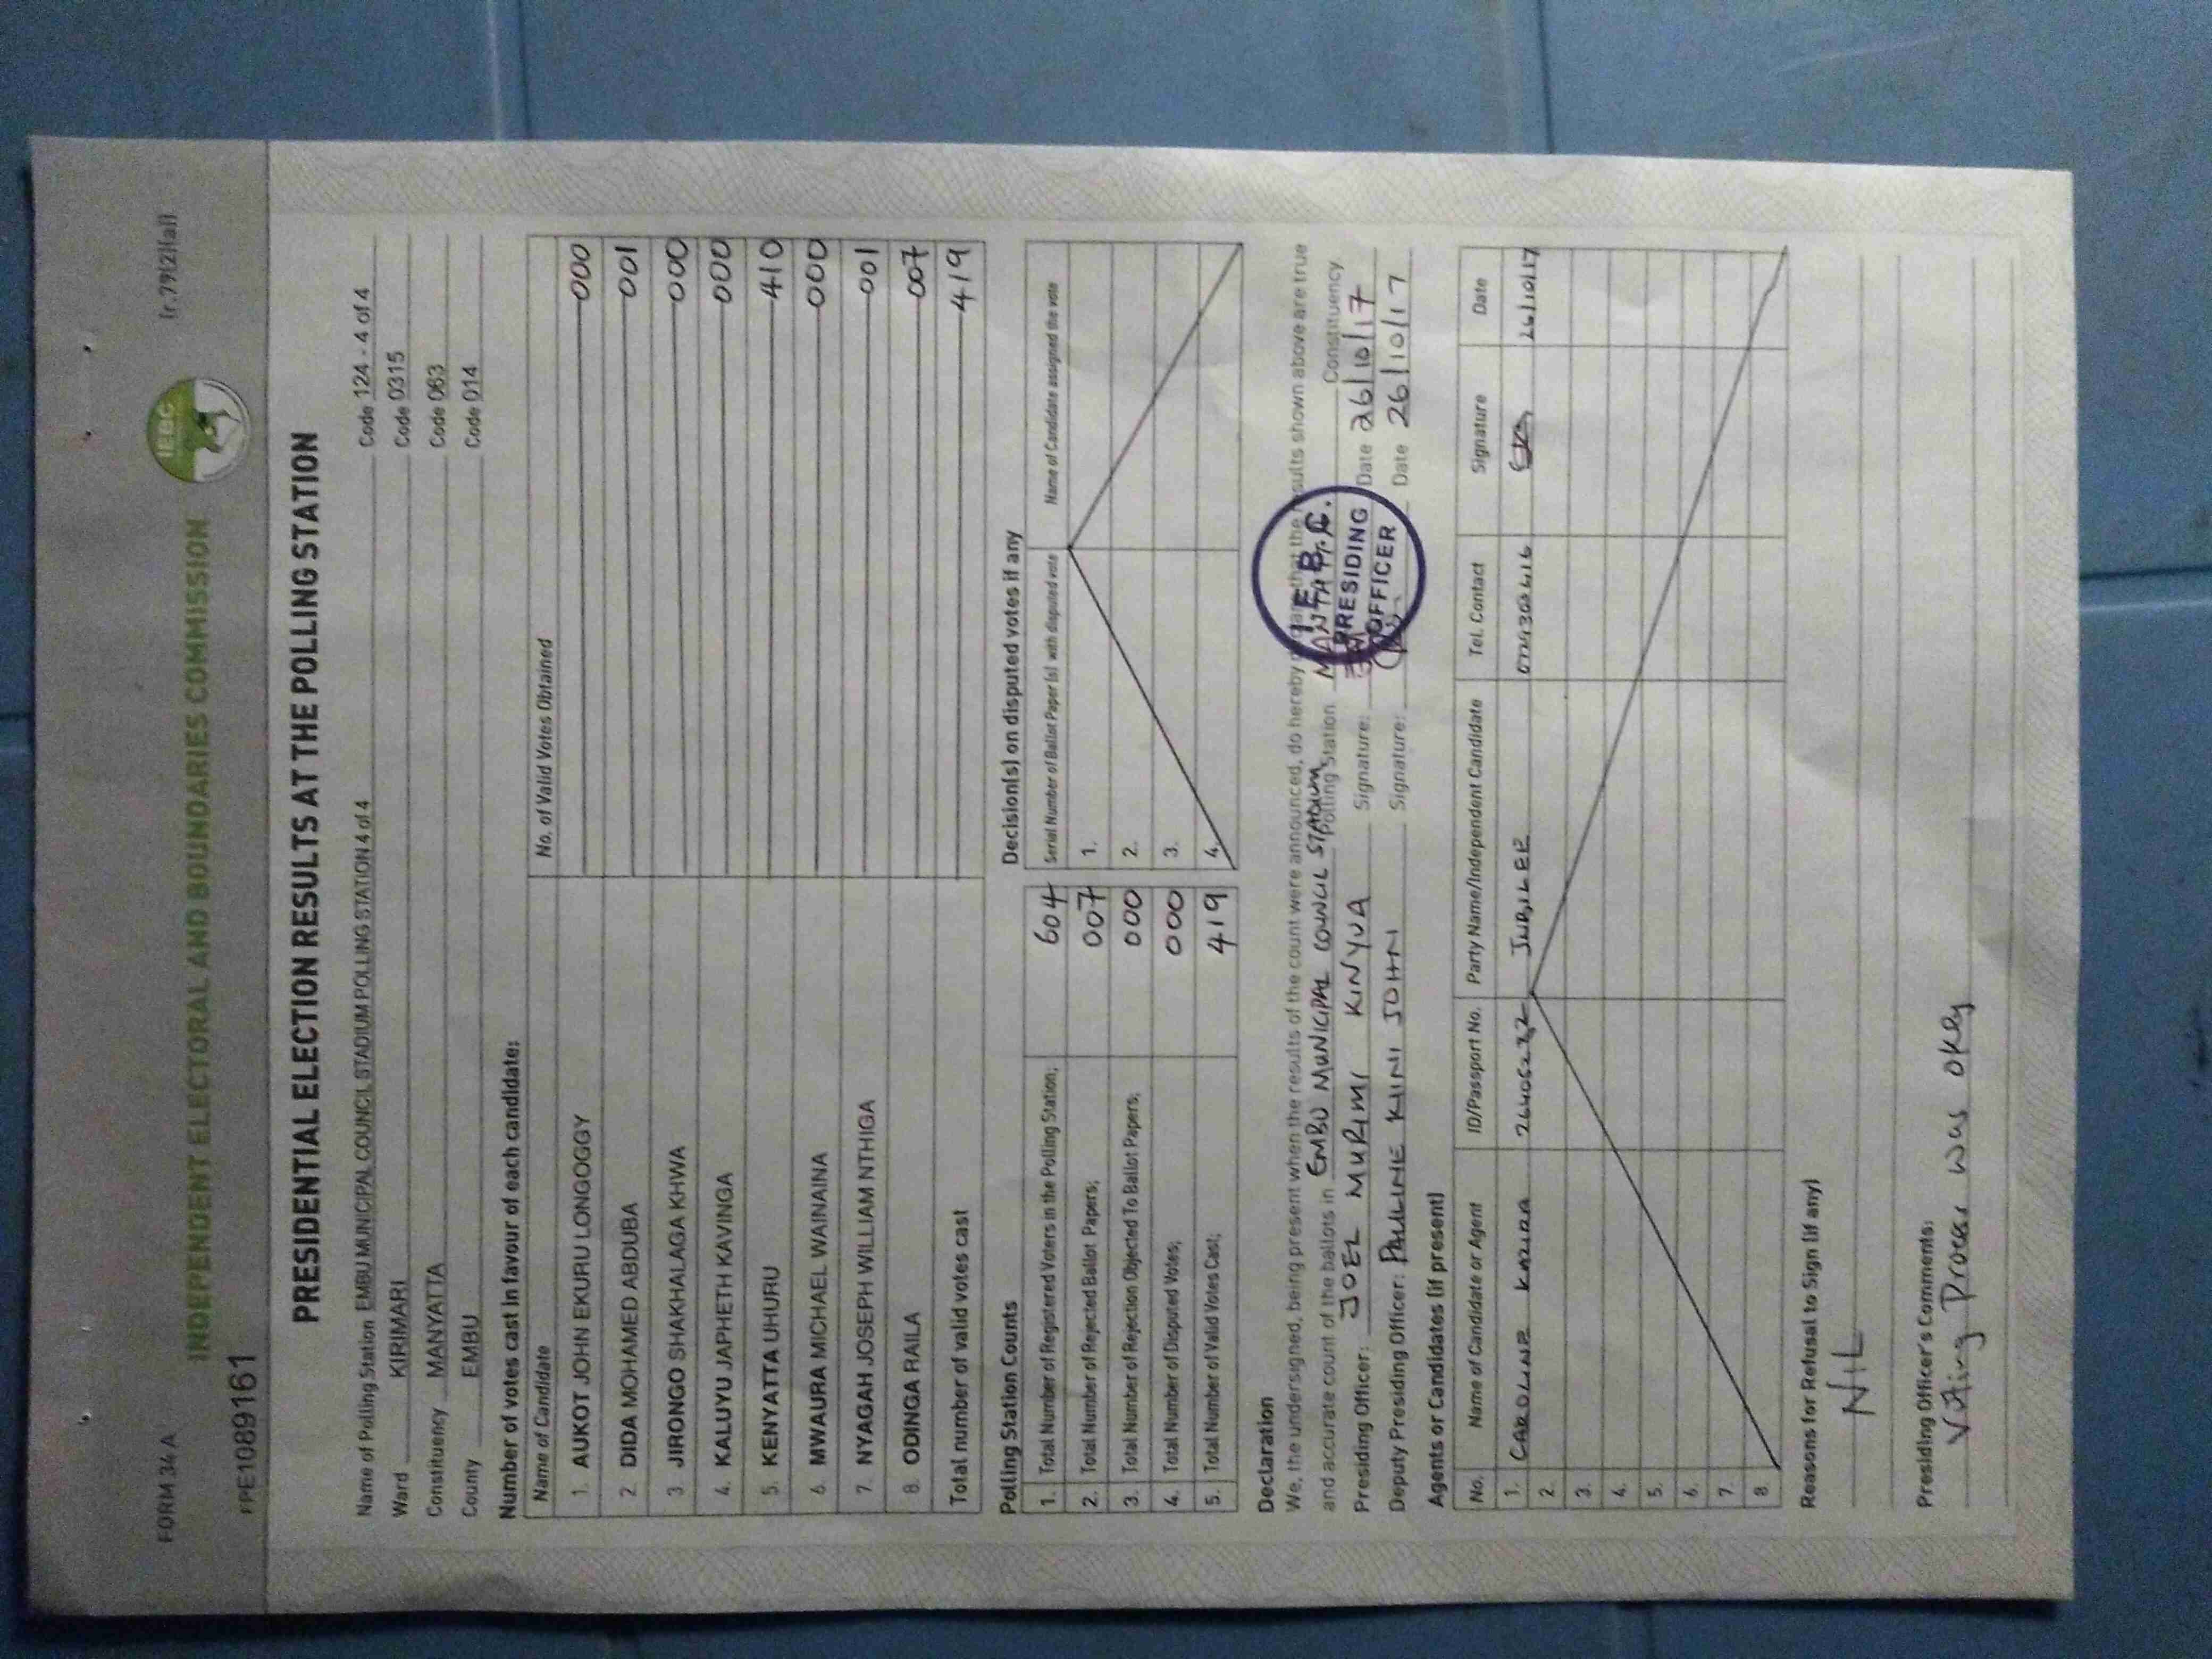 FORM 34 A
(r.79(2)(a))
INDEPENDENT ELECTORAL AND BOUNDARIES COMMISSION
IEBC
FPE1089161
PRESIDENTIAL ELECTION RESULTS AT THE POLLING STATION
Name of Polling Station EMBU MUNICIPAL COUNCIL STADIUM POLLING STATION 4 of 4 Code 124 - 4 of 4
Ward KIRIMARI Code 0315
Constituency MANYATTA Code 063
County EMBU Code 014
Number of votes cast in favour of each candidate:
Name of Candidate No. of Valid Votes Obtained
1. AUKOT JOHN EKURU LONGOGGY 000
2 DIDA MOHAMED ABDUBA 001
3. JIRONGO SHAKHALAGA KHWA 000
4. KALUYU JAPHETH KAVINGA 000
5. KENYATTA UHURU 410
6. MWAURA MICHAEL WAINAINA 000
7. NYAGAH JOSEPH WILLIAM NTHIGA 001
8. ODINGA RAILA 007
Total number of valid votes cast 419
Polling Station Counts
1. Total Number of Registered Voters in the Polling Station; 604
2. Total Number of Rejected Ballot Papers; 007
3. Total Number of Rejection Objected To Ballot Papers; 000
4. Total Number of Disputed Votes; 000
5. Total Number of Valid Votes Cast; 419
Decision(s) on disputed votes if any
Serial Number of Ballot Paper (s) with disputed vote Name of Candidate assigned the vote
1.
2.
3.
4.
Declaration
We, the undersigned, being present when the results of the count were announced, do hereby that the results shown above are true
and accurate count of the ballots in EMBU MUNICIPAL COUNCIL STADIUM Polling Station MANYATTA Constituency
Presiding Officer: JOEL MURIMI KINYUA Signature: Date 26/10/17
Deputy Presiding Officer: PAULINE KIINI JOHN Signature: Date 26/10/17
I.E.B.C.
PRESIDING
OFFICER
Agents or Candidates (if present)
No. Name of Candidate or Agent ID/Passport No. Party Name/Independent Candidate Tel. Contact Signature Date
1. CAROLINE JUBILEE 26/10/17
2.
3.
4.
5.
6.
7.
8.
Reasons for Refusal to Sign (if any)
NIL
Presiding Officer's Comments:
Voting Process was okey